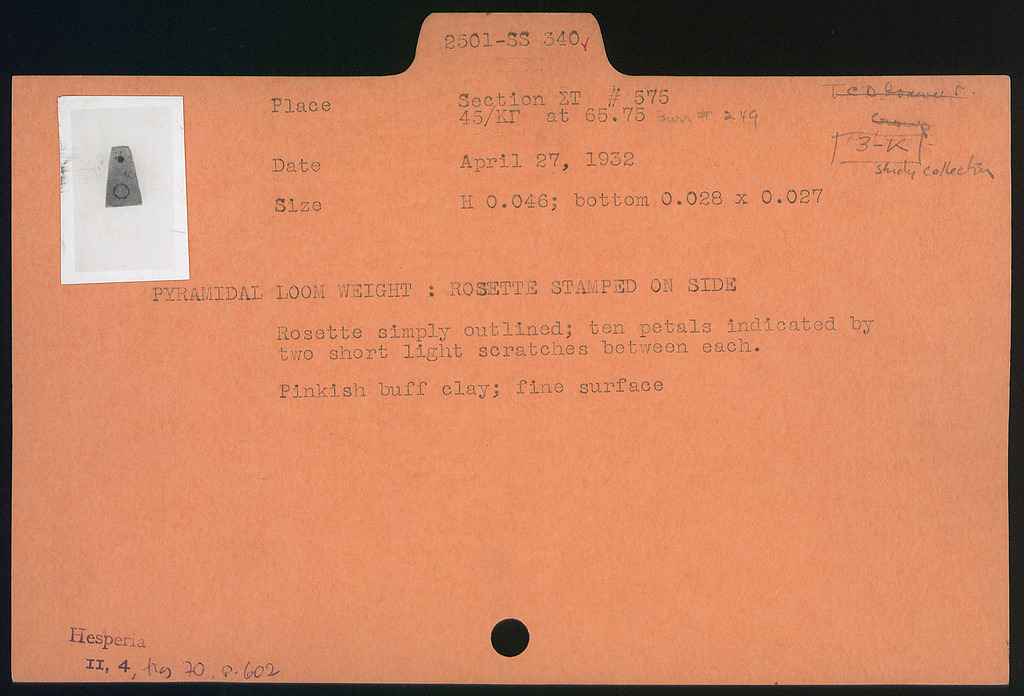 2501-SS 340
Place Section ΣΤ # 575
45/ΚΓ at 65.75 Burr # 249
3-K
study collection
Date April 27, 1932
Size H 0.046; bottom 0.028 x 0.027
PYRAMIDAL LOOM WEIGHT : ROSETTE STAMPED ON SIDE
Rosette simply outlined; ten petals indicated by
two short light scratches between each.
Pinkish buff clay; fine surface
Hesperia
II, 4, fig 70, p. 602